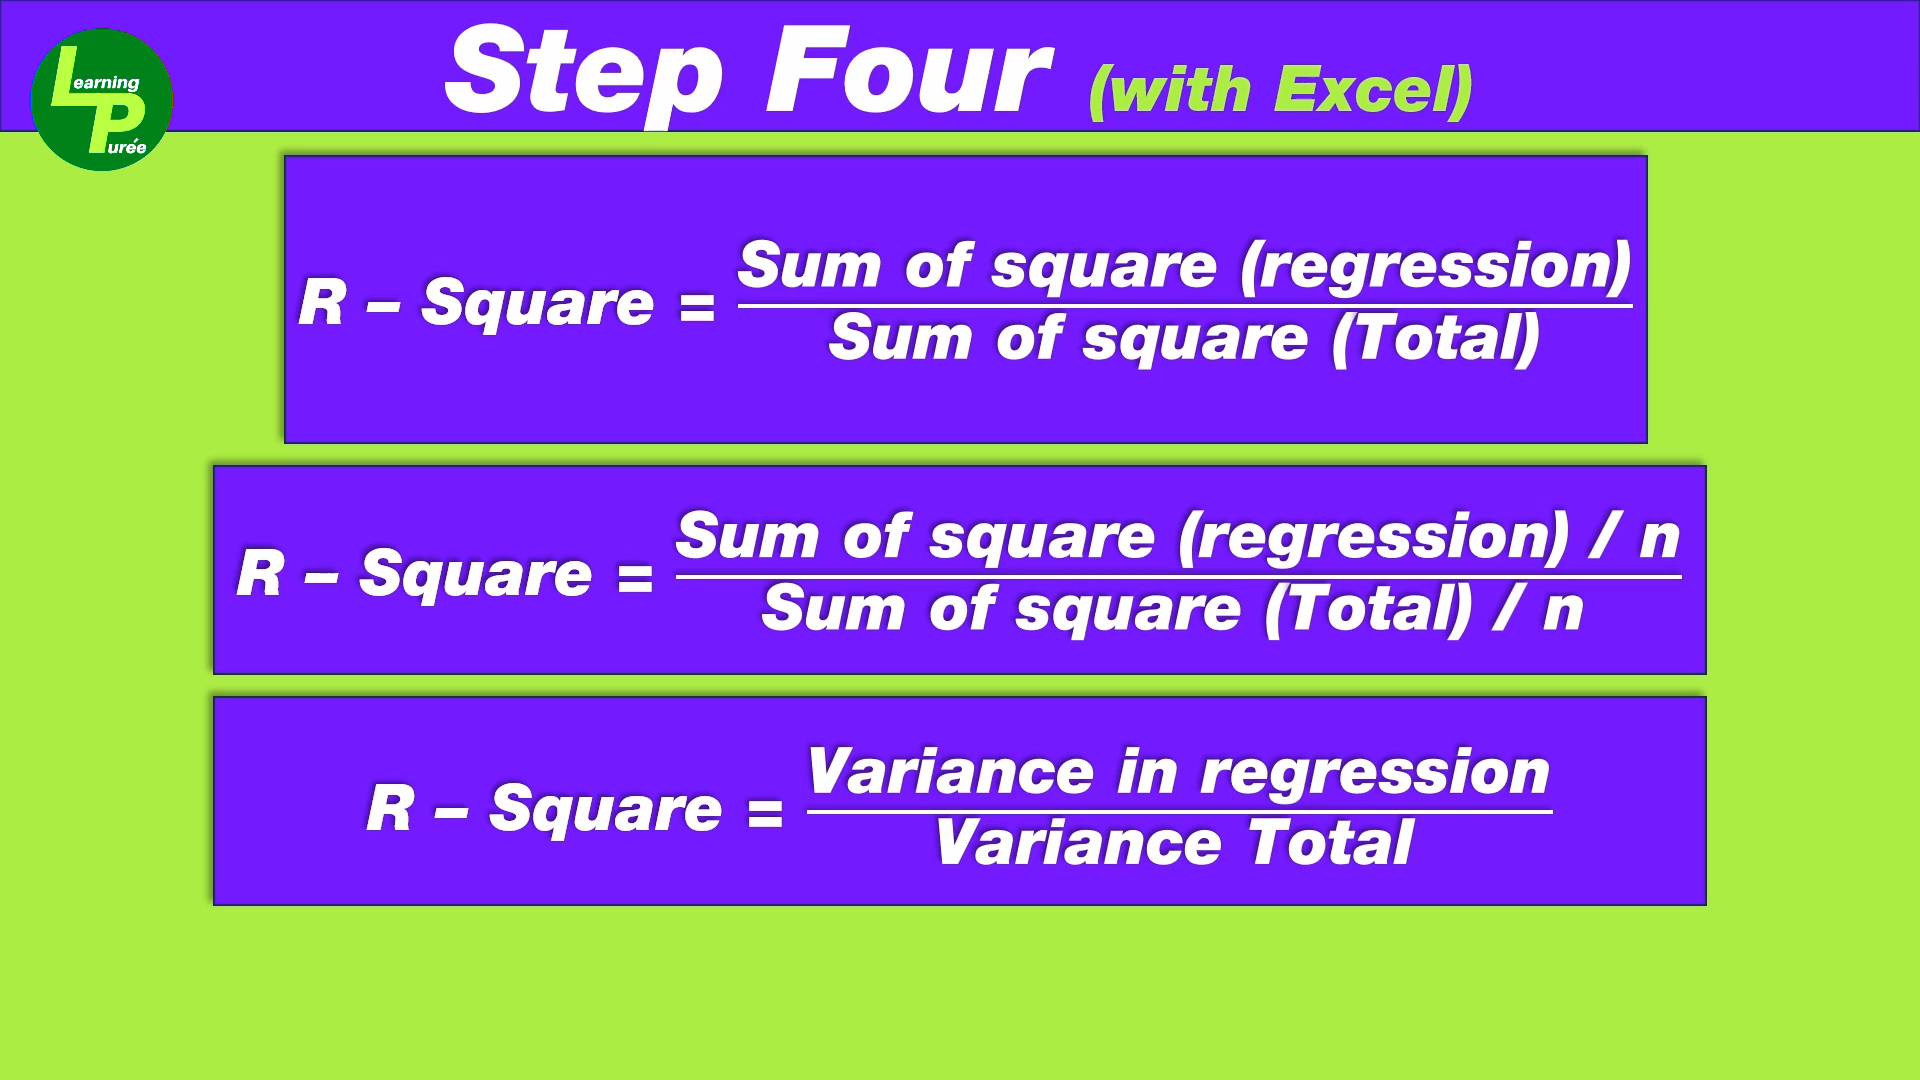 Step Four (with Excel)
Learning
Purée
R – Square = Sum of square (regression)
Sum of square (Total)
R – Square = Sum of square (regression) / n
Sum of square (Total) / n
R – Square = Variance in regression
Variance Total